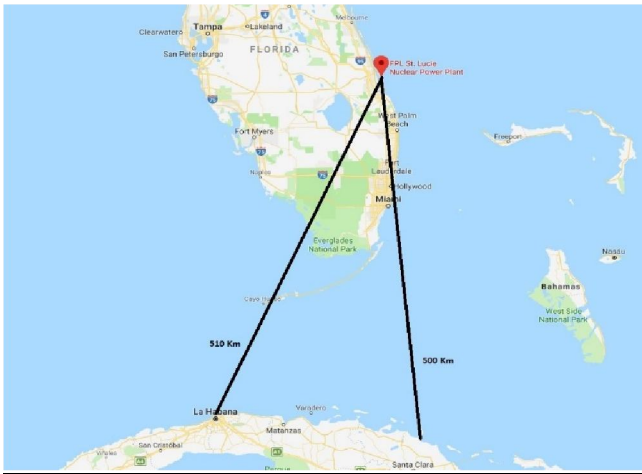 Melbourne
Tampa
Lakeland
Clearwater
St. Petersburg
FLORIDA
FPL St. Lucie
Nuclear Power Plant
West Palm
Beach
Fort Myers
Freeport
Naples
Fort
Lauderdale
Hollywood
Miami
Everglades
National Park
Nassau
Bahamas
West Side
National Park
510 Km
500 Km
La Habana
Varadero
Matanzas
San Cristóbal
Santa Clara